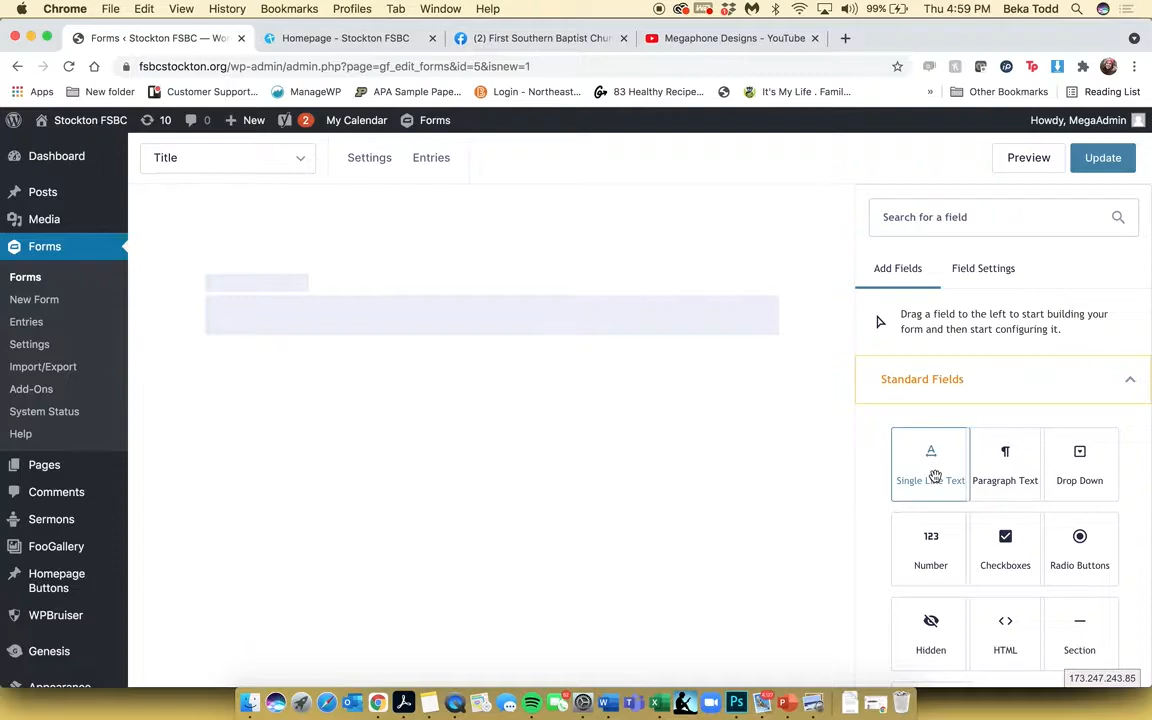 Chrome File Edit View History Bookmarks Profiles Tab Window Help 99% Thu 4:59 PM Beka Todd
Forms ‹ Stockton FSBC — Wor Homepage - Stockton FSBC (2) First Southern Baptist Chur Megaphone Designs - YouTube
fsbcstockton.org/wp-admin/admin.php?page=gf_edit_forms&id=5&isnew=1
Apps New folder Customer Support... ManageWP APA Sample Pape... Login - Northeast... 83 Healthy Recipe... It's My Life . Famil... » Other Bookmarks Reading List
Stockton FSBC 10 0 New 2 My Calendar Forms Howdy, MegaAdmin
Dashboard
Posts
Media
Forms
Forms
New Form
Entries
Settings
Import/Export
Add-Ons
System Status
Help
Pages
Comments
Sermons
FooGallery
Homepage
Buttons
WPBruiser
Genesis
Appearance
Title Settings Entries Preview Update
Search for a field
Add Fields Field Settings
Drag a field to the left to start building your
form and then start configuring it.
Standard Fields
Single Line Text Paragraph Text Drop Down
123
Number Checkboxes Radio Buttons
Hidden HTML Section
173.247.243.85